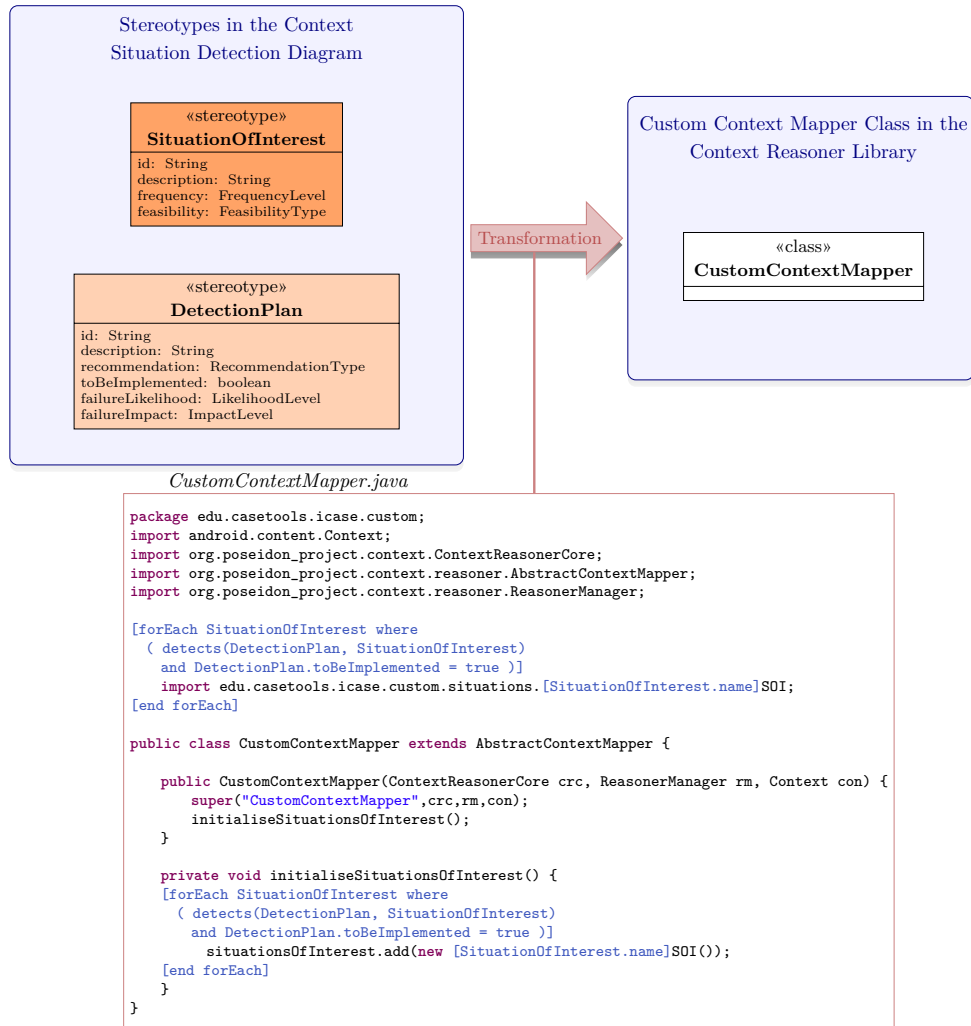 Stereotypes in the Context
Situation Detection Diagram
«stereotype»
SituationOfInterest
id: String
description: String
frequency: FrequencyLevel
feasibility: FeasibilityType
«stereotype»
DetectionPlan
id: String
description: String
recommendation: RecommendationType
toBeImplemented: boolean
failureLikelihood: LikelihoodLevel
failureImpact: ImpactLevel
Transformation
Custom Context Mapper Class in the
Context Reasoner Library
«class»
CustomContextMapper
CustomContextMapper.java
package edu.casetools.icase.custom;
import android.content.Context;
import org.poseidon_project.context.ContextReasonerCore;
import org.poseidon_project.context.reasoner.AbstractContextMapper;
import org.poseidon_project.context.reasoner.ReasonerManager;
[forEach SituationOfInterest where
( detects(DetectionPlan, SituationOfInterest)
and DetectionPlan.toBeImplemented = true )]
import edu.casetools.icase.custom.situations.[SituationOfInterest.name]SOI;
[end forEach]
public class CustomContextMapper extends AbstractContextMapper {
public CustomContextMapper(ContextReasonerCore crc, ReasonerManager rm, Context con) {
super("CustomContextMapper",crc,rm,con);
initialiseSituationsOfInterest();
}
private void initialiseSituationsOfInterest() {
[forEach SituationOfInterest where
( detects(DetectionPlan, SituationOfInterest)
and DetectionPlan.toBeImplemented = true )]
situationsOfInterest.add(new [SituationOfInterest.name]SOI());
[end forEach]
}
}